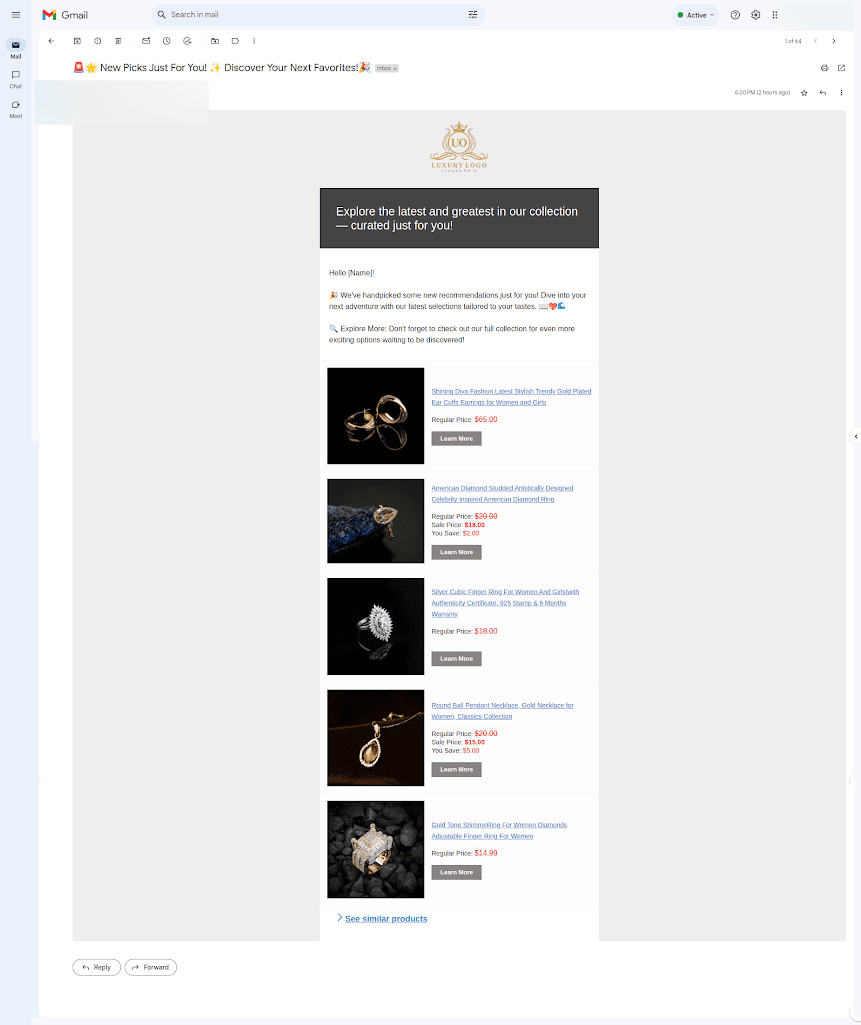 Gmail
Search in mail
Active
Mail
Chat
Meet
1 of 64
🚨🌟 New Picks Just For You! ✨ Discover Your Next Favorites!🎉 Inbox ×
6:20 PM (2 hours ago)
UO
LUXURY LOGO
slogan here
Explore the latest and greatest in our collection
— curated just for you!
Hello [Name]!
🎉 We've handpicked some new recommendations just for you! Dive into your
next adventure with our latest selections tailored to your tastes. 📖💖🌊
🔍 Explore More: Don't forget to check out our full collection for even more
exciting options waiting to be discovered!
Shining Diva Fashion Latest Stylish Trendy Gold Plated
Ear Cuffs Earrings for Women and Girls
Regular Price: $65.00
Learn More
American Diamond Studded Artistically Designed
Celebrity Inspired American Diamond Ring
Regular Price: $20.00
Sale Price: $18.00
You Save: $2.00
Learn More
Silver Cubic Finger Ring For Women And Girls|with
Authenticity Certificate, 925 Stamp & 6 Months
Warranty
Regular Price: $18.00
Learn More
Round Ball Pendant Necklace, Gold Necklace for
Women, Classics Collection
Regular Price: $20.00
Sale Price: $15.00
You Save: $5.00
Learn More
Gold Tone ShimmeRing For Women Diamonds
Adjustable Finger Ring For Women
Regular Price: $14.99
Learn More
See similar products
Reply
Forward